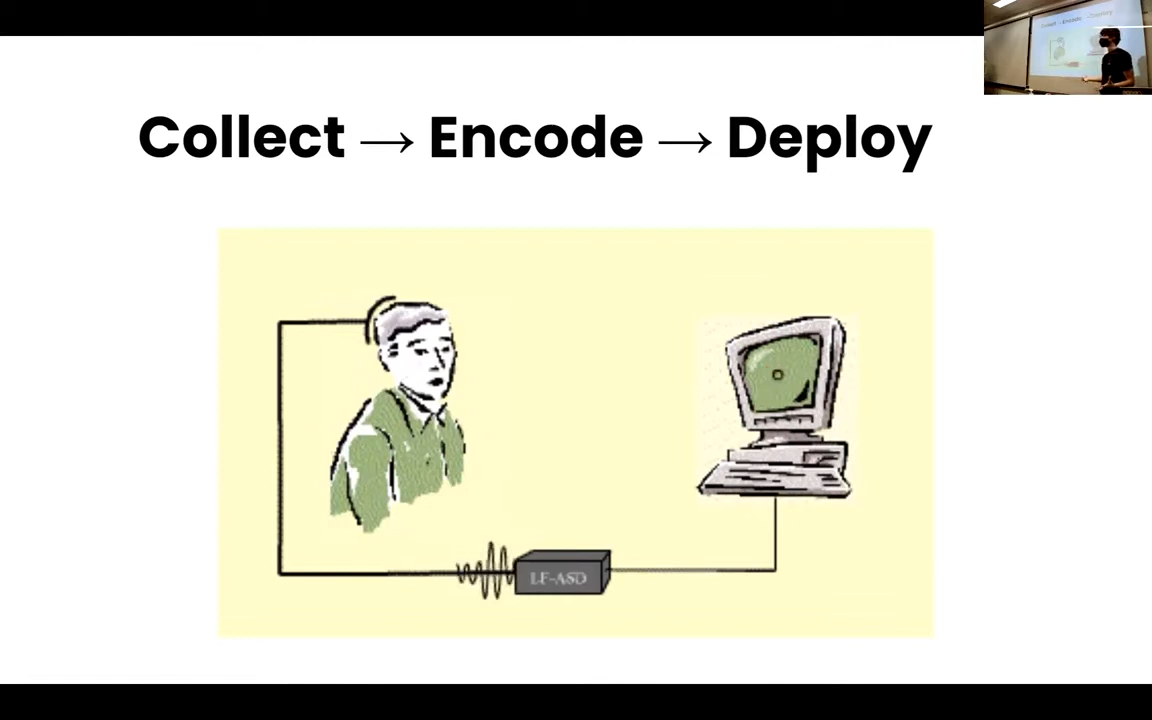 Collect → Encode → Deploy
LF-ASD